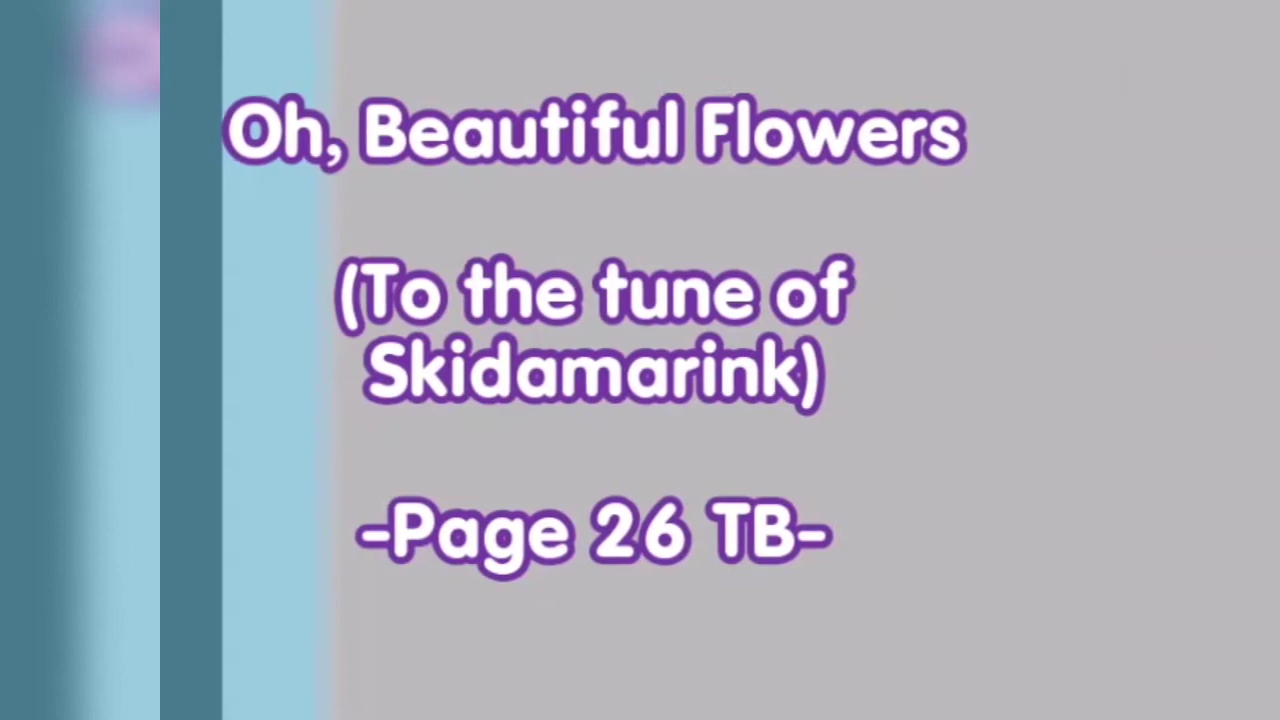 Oh, Beautiful Flowers
(To the tune of
Skidamarink)
-Page 26 TB-